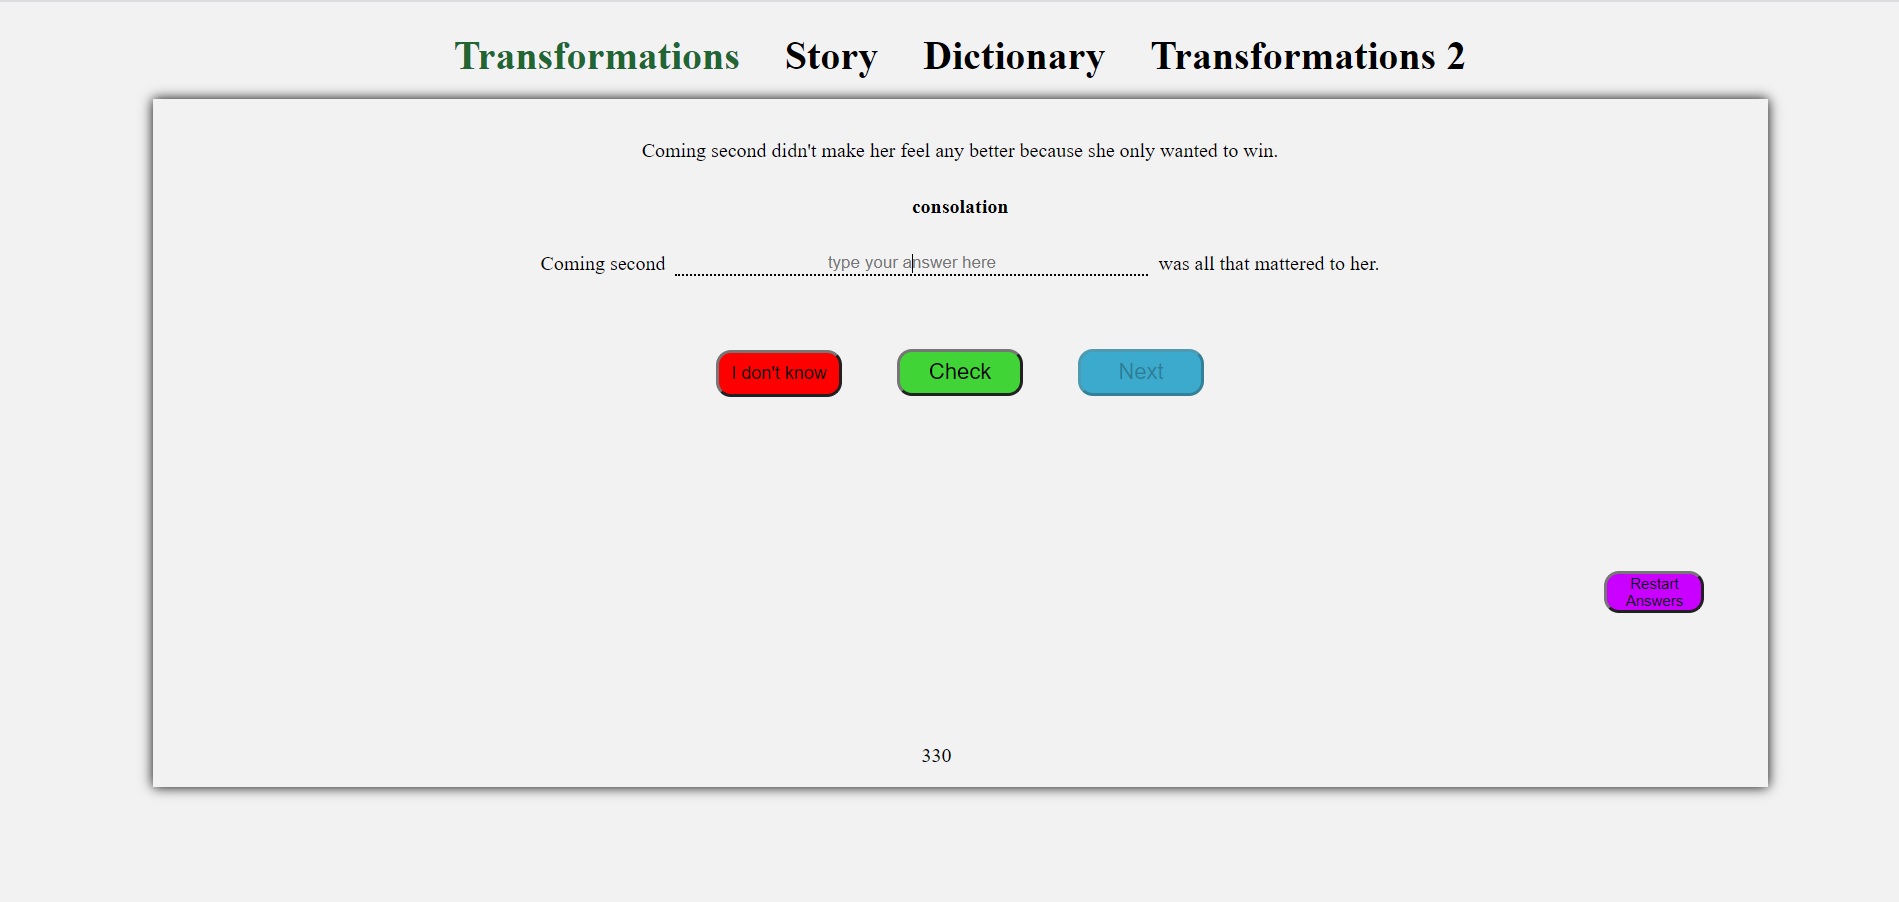 Transformations Story Dictionary Transformations 2
Coming second didn't make her feel any better because she only wanted to win.
consolation
Coming second type your answer here was all that mattered to her.
I don't know Check Next
Restart
Answers
330